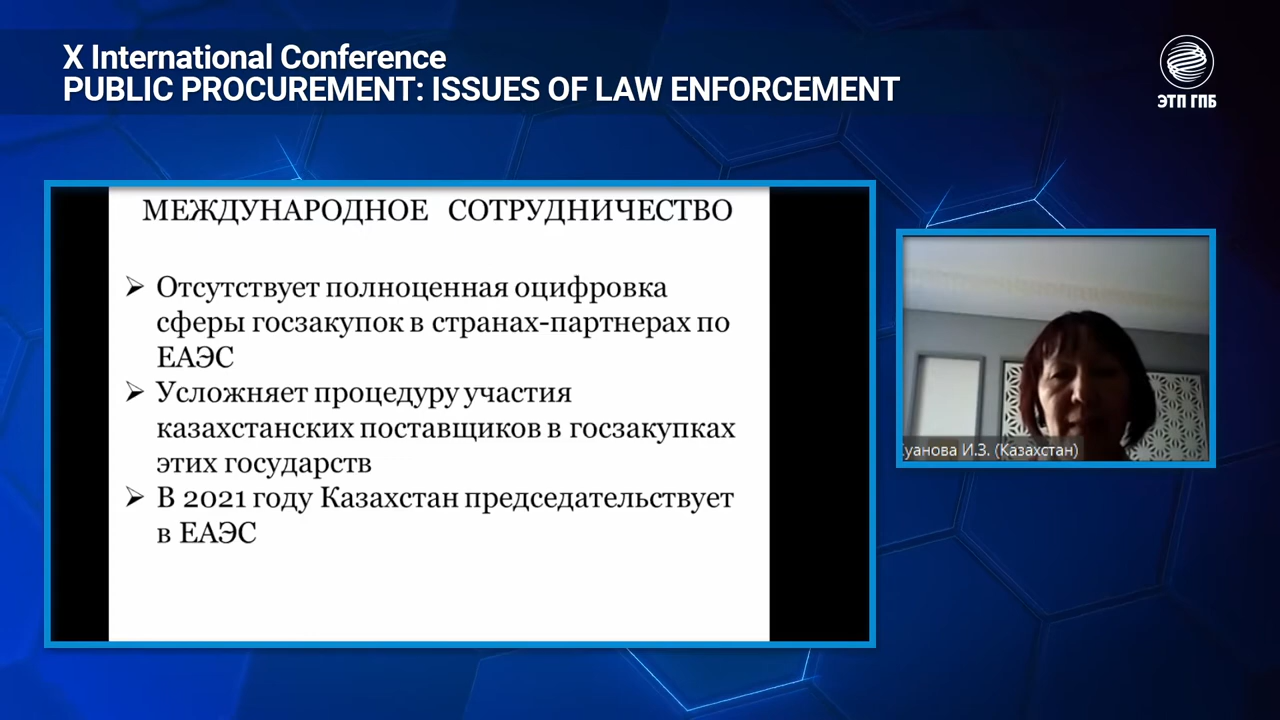 X International Conference
PUBLIC PROCUREMENT: ISSUES OF LAW ENFORCEMENT
ЭТП ГПБ
МЕЖДУНАРОДНОЕ СОТРУДНИЧЕСТВО
➢ Отсутствует полноценная оцифровка
сферы госзакупок в странах-партнерах по
ЕАЭС
➢ Усложняет процедуру участия
казахстанских поставщиков в госзакупках
этих государств
➢ В 2021 году Казахстан председательствует
в ЕАЭС
И.З. (Казахстан)